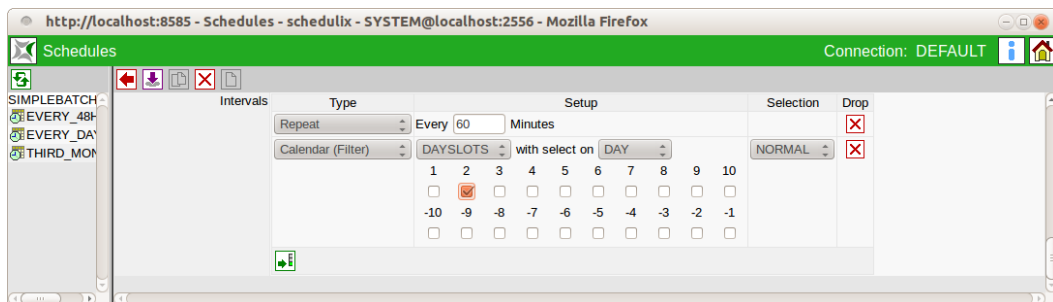 http://localhost:8585 - Schedules - schedulix - SYSTEM@localhost:2556 - Mozilla Firefox
Schedules Connection: DEFAULT
SIMPLEBATCH
EVERY_48H
EVERY_DAY
THIRD_MON
Intervals Type Setup Selection Drop
Repeat Every 60 Minutes
Calendar (Filter) DAYSLOTS with select on DAY NORMAL
1 2 3 4 5 6 7 8 9 10
-10 -9 -8 -7 -6 -5 -4 -3 -2 -1